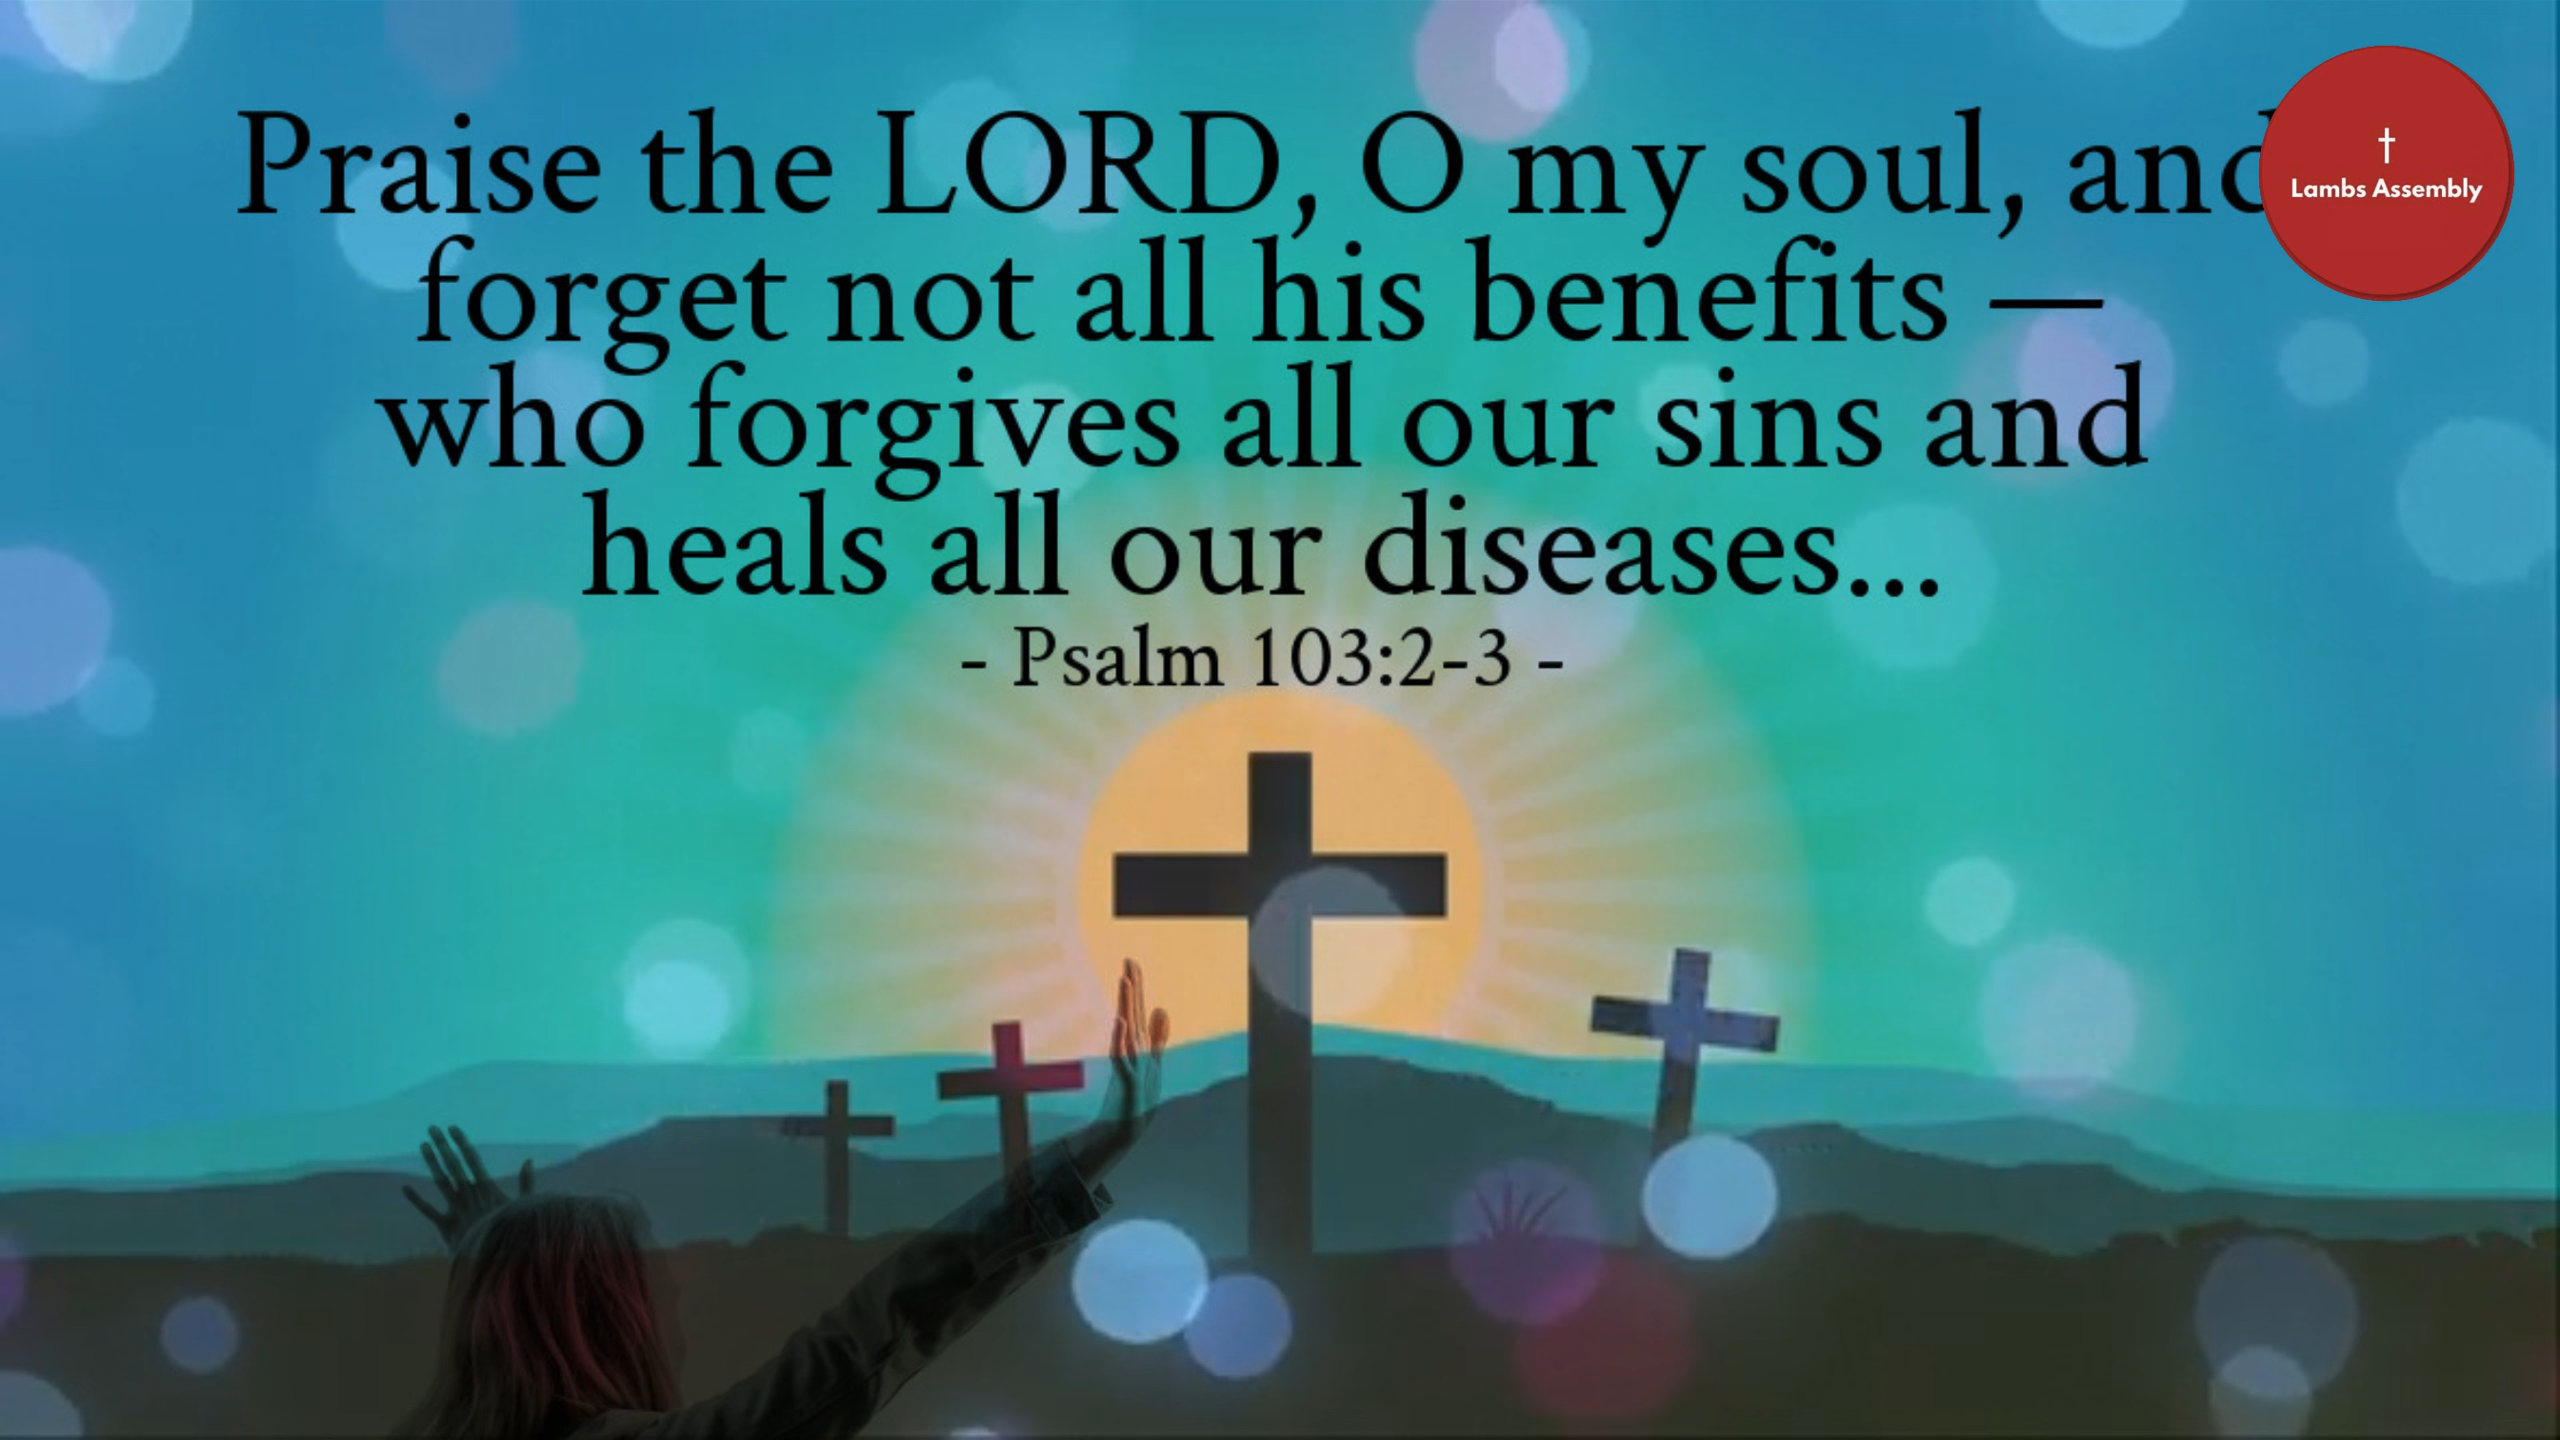 Praise the LORD, O my soul, and
forget not all his benefits —
who forgives all our sins and
heals all our diseases...
- Psalm 103:2-3 -
Lambs Assembly